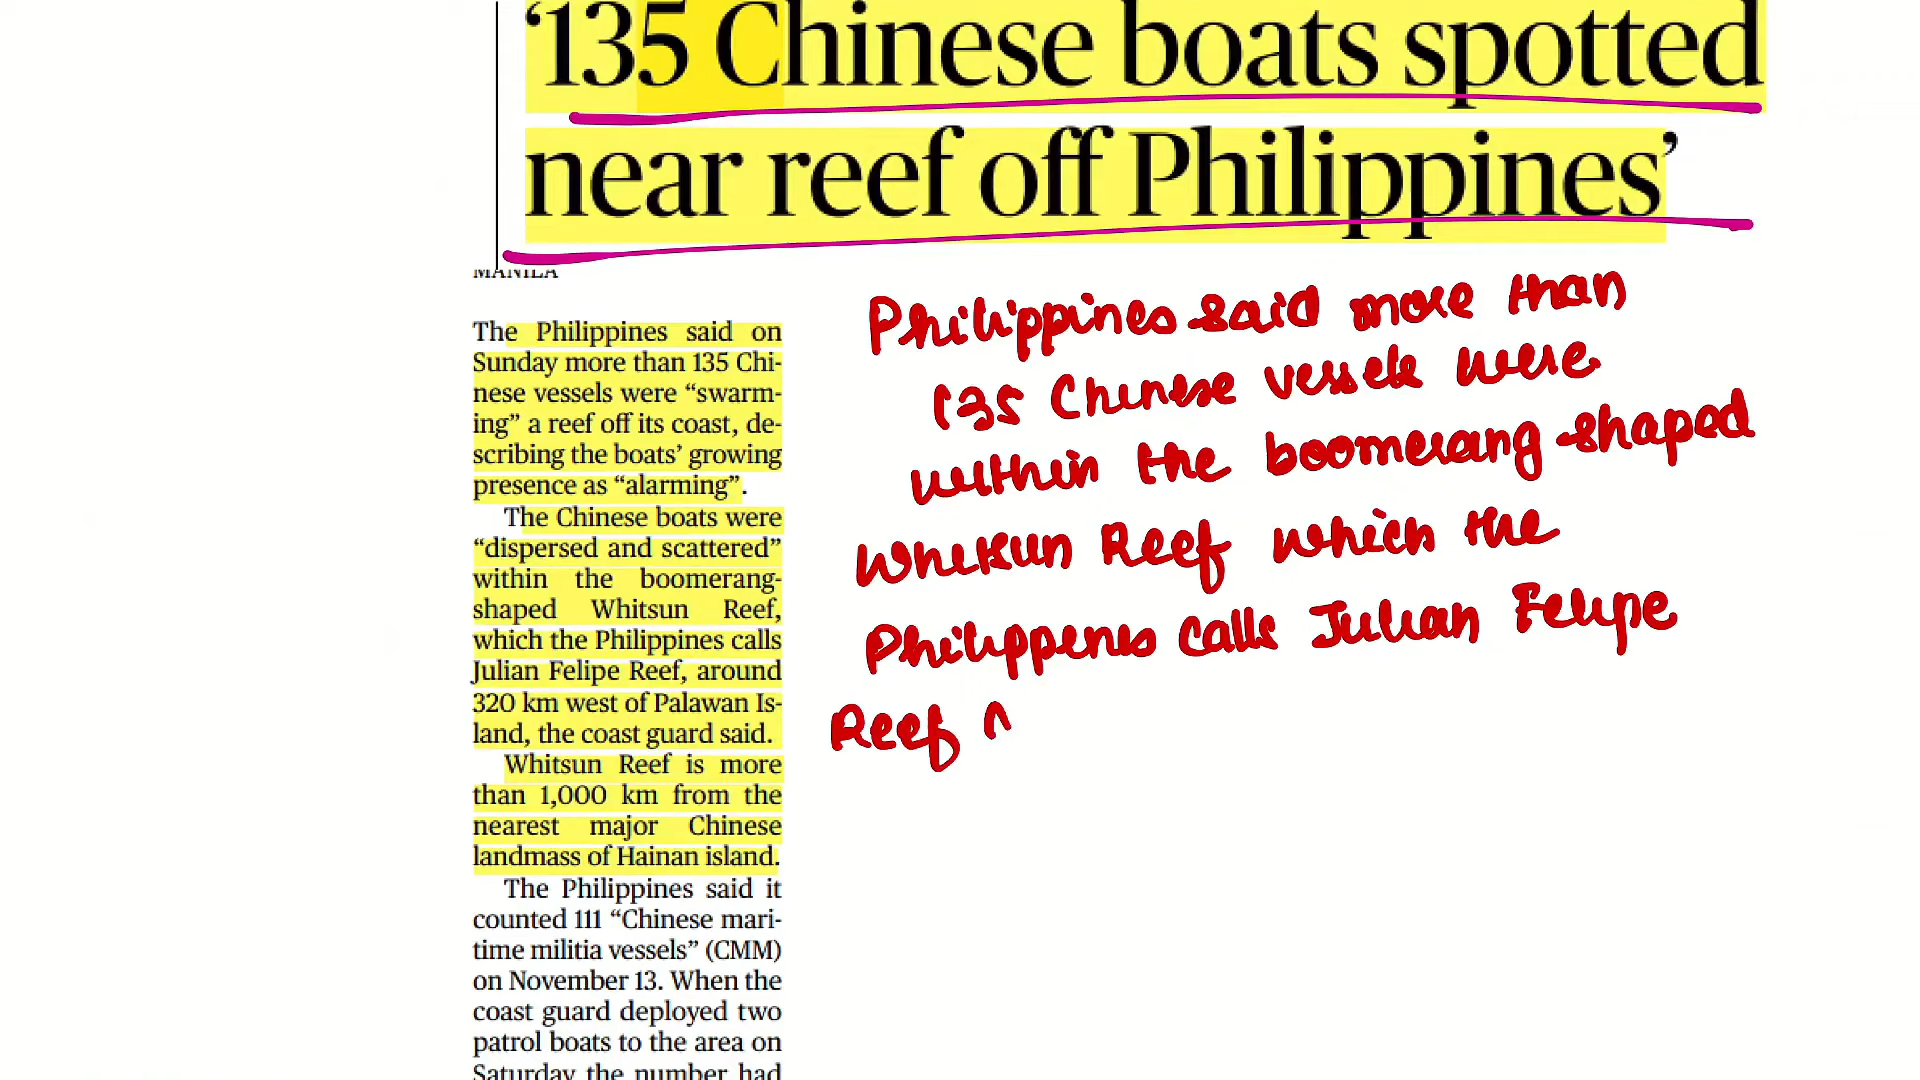 ‘135 Chinese boats spotted
near reef off Philippines’
MANILA
The Philippines said on
Sunday more than 135 Chi-
nese vessels were “swarm-
ing” a reef off its coast, de-
scribing the boats’ growing
presence as “alarming”.
The Chinese boats were
“dispersed and scattered”
within the boomerang-
shaped Whitsun Reef,
which the Philippines calls
Julian Felipe Reef, around
320 km west of Palawan Is-
land, the coast guard said.
Whitsun Reef is more
than 1,000 km from the
nearest major Chinese
landmass of Hainan island.
The Philippines said it
counted 111 “Chinese mari-
time militia vessels” (CMM)
on November 13. When the
coast guard deployed two
patrol boats to the area on
Saturday the number had
Philippines said more than
135 Chinese vessels were
within the boomerang-shaped
Whitsun Reef which the
Philippines calls Julian Felipe
Reef